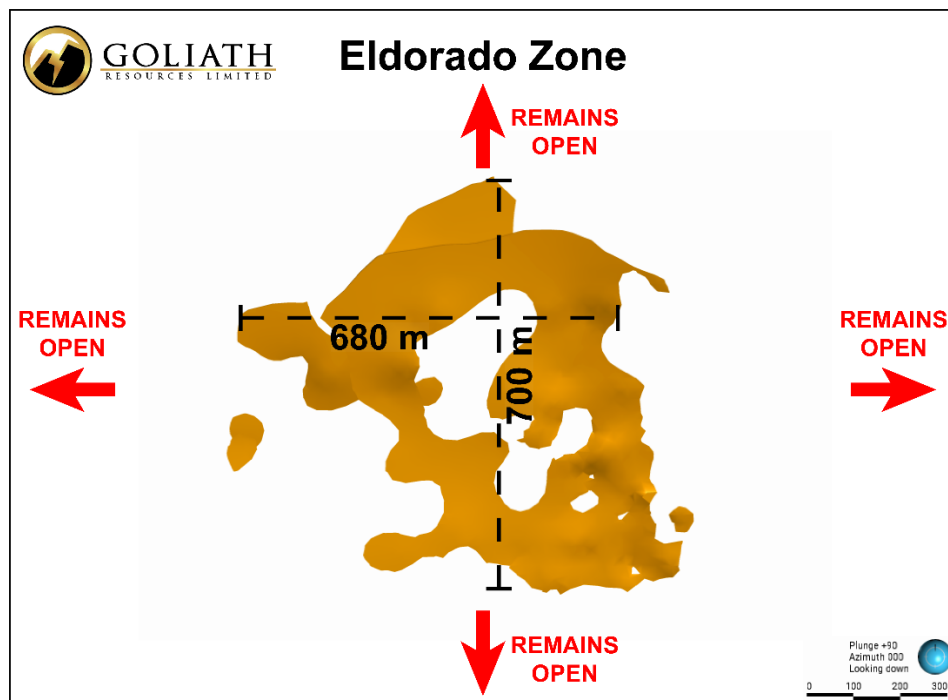 GOLIATH
RESOURCES LIMITED
Eldorado Zone
REMAINS
OPEN
REMAINS
OPEN
680 m
700 m
REMAINS
OPEN
REMAINS
OPEN
Plunge +90
Azimuth 000
Looking down
0 100 200 300